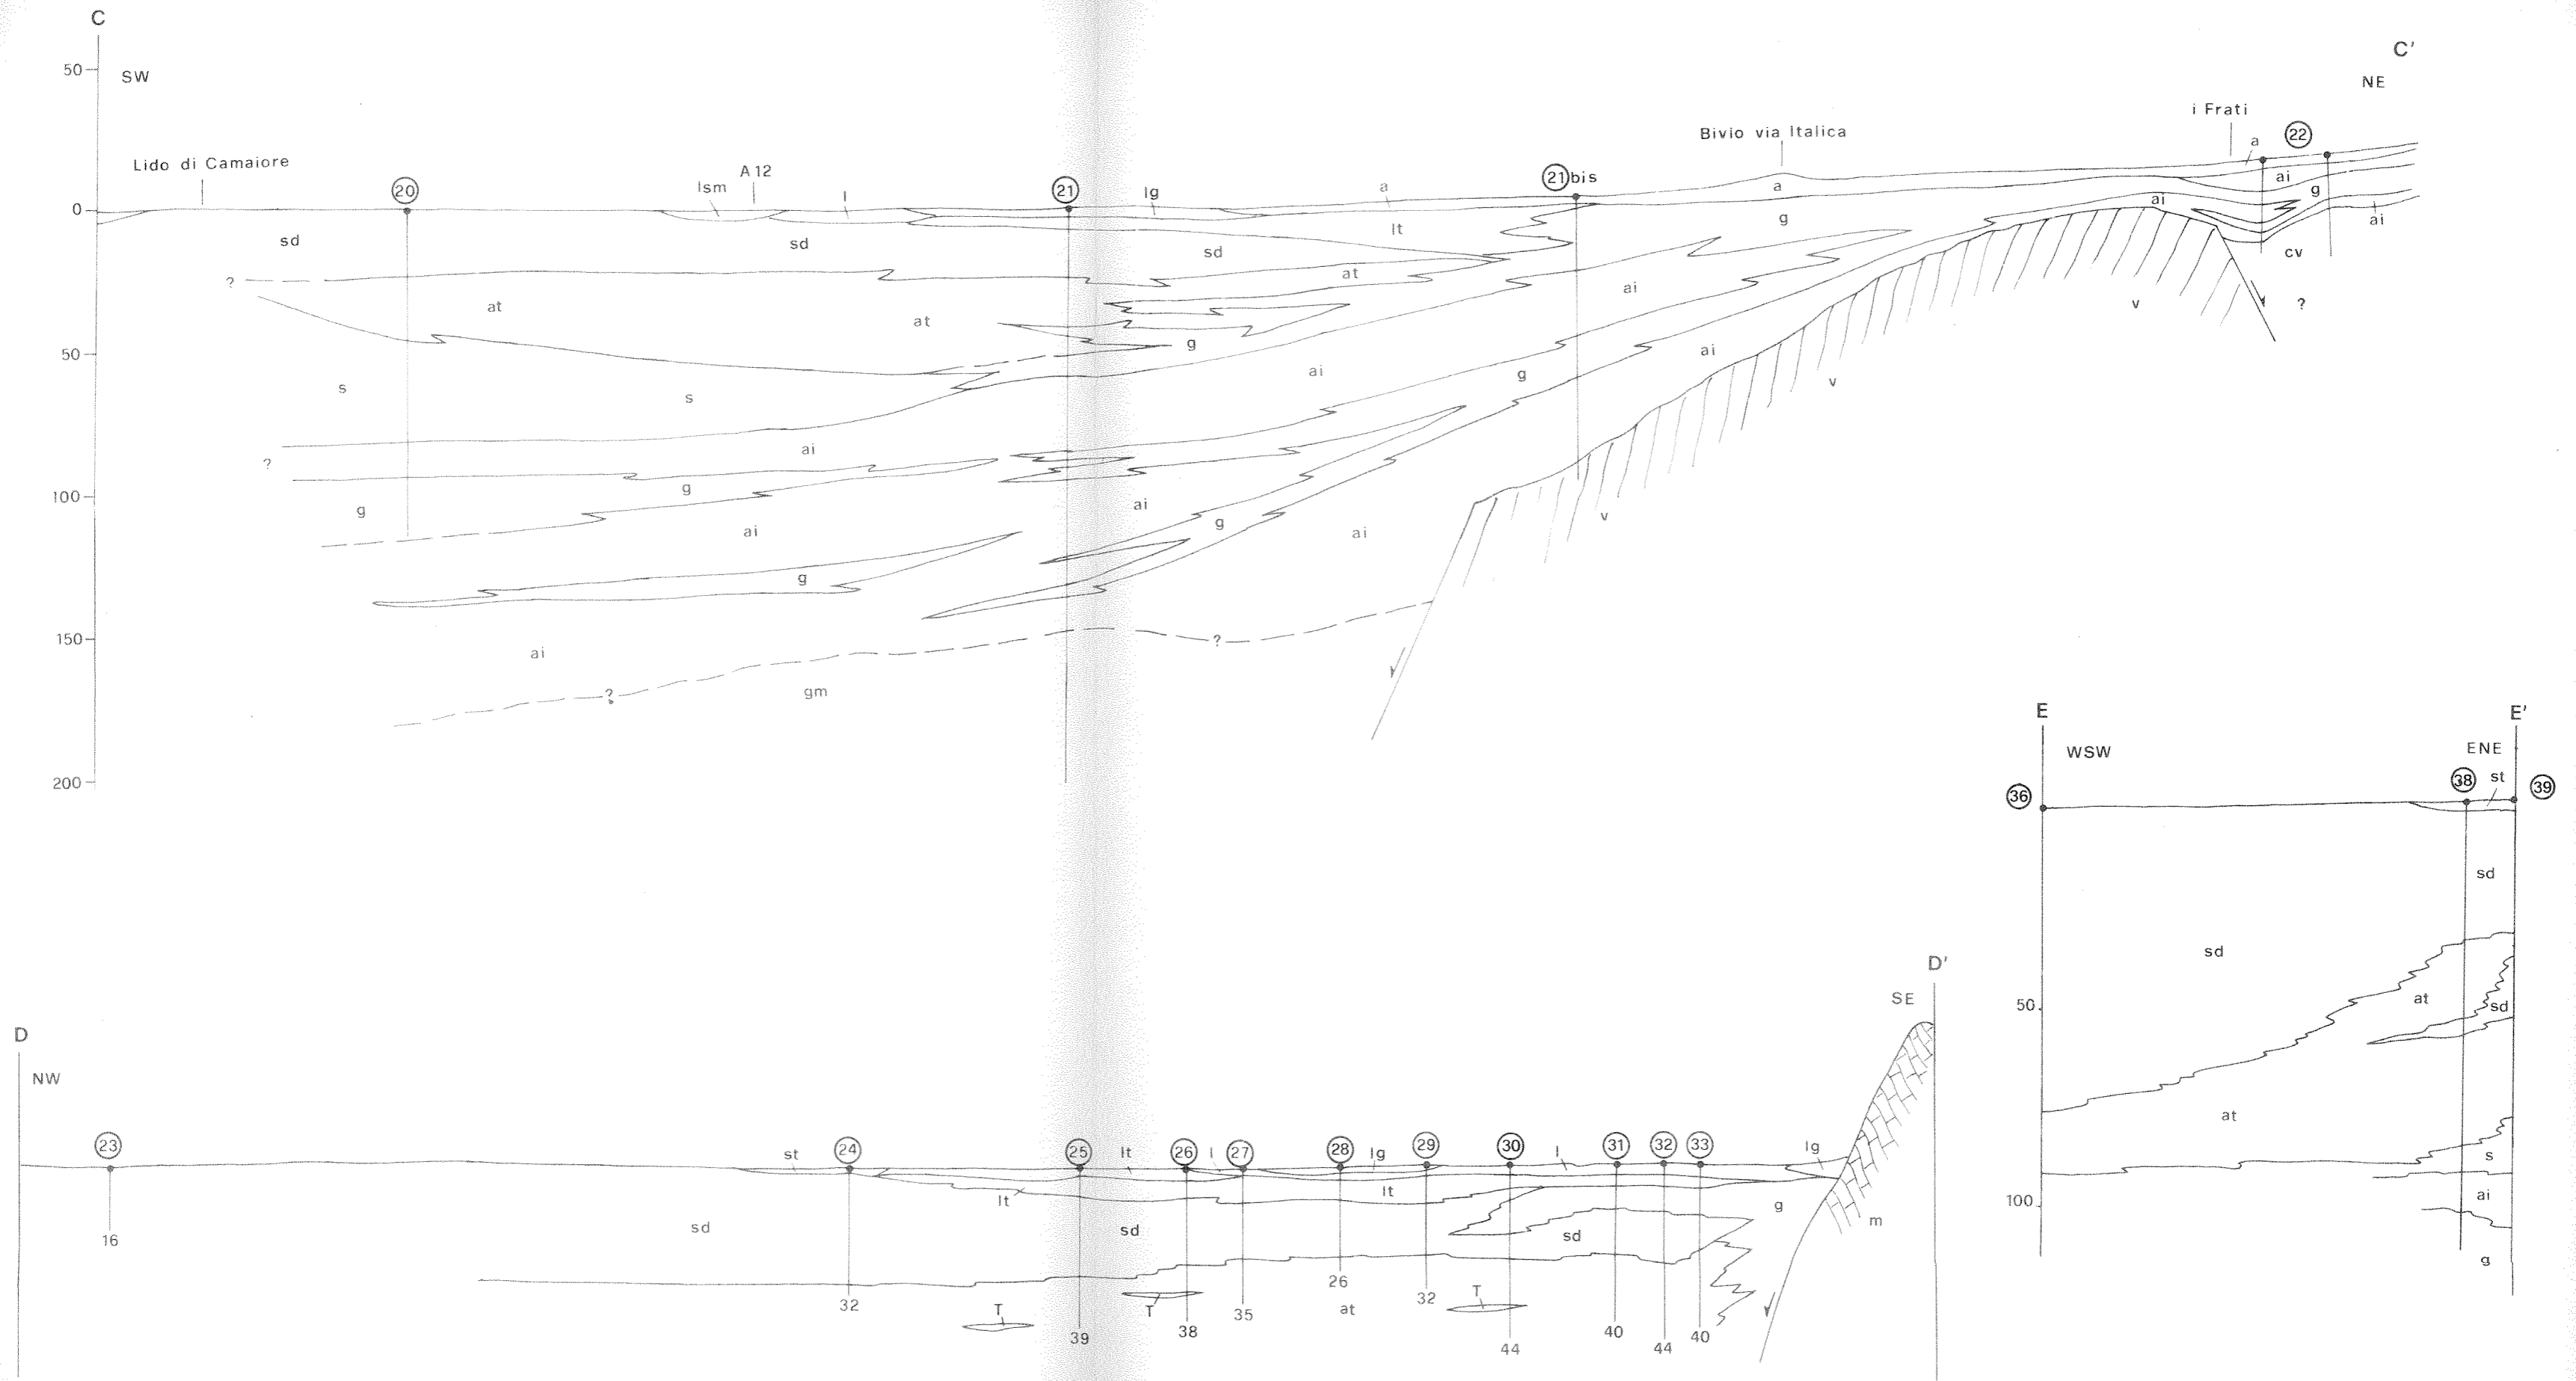 C
C'
50
SW
NE
i Frati
Bivio via Italica
a
22
Lido di Camaiore
A 12
lsm
l
20
21
lg
a
21 bis
a
ai
g
ai
ai
0
sd
sd
sd
lt
g
cv
?
at
at
ai
v
?
at
g
50
ai
ai
v
s
s
g
?
ai
100
g
g
ai
ai
g
ai
v
g
150
ai
?
?
gm
200
E
E'
WSW
ENE
36
38
st
39
sd
sd
50
at
sd
at
s
100
ai
g
D
D'
NW
SE
23
st
24
25
lt
26
l
27
28
lg
29
30
l
31
32
33
lg
lt
lt
g
m
sd
sd
sd
16
32
T
39
T
38
35
26
at
32
T
44
40
44
40